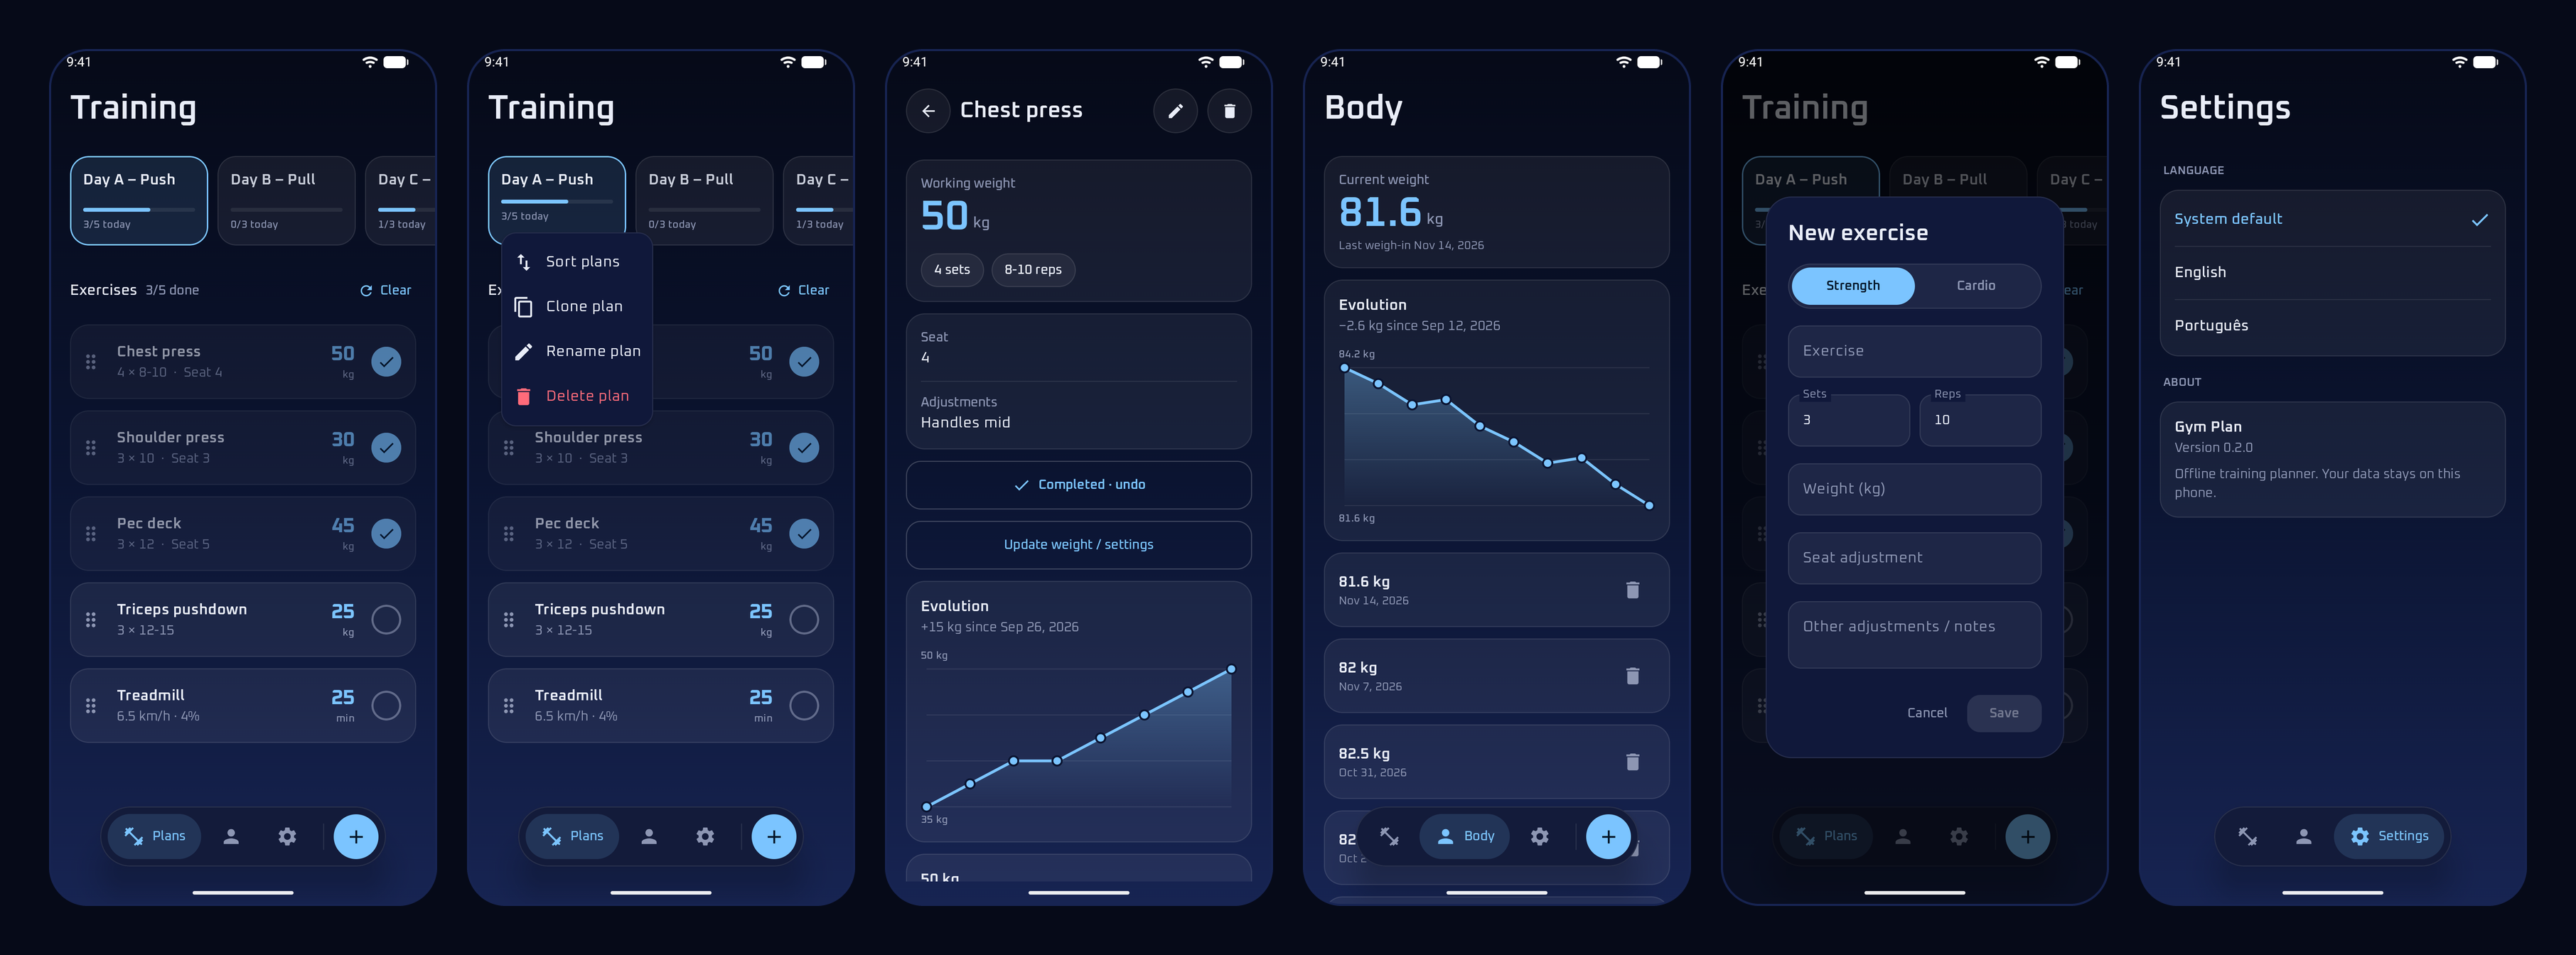 9:41
Training
Day A – Push
3/5 today
Day B – Pull
0/3 today
Day C –
1/3 today
Exercises 3/5 done
Clear
Chest press
4 × 8-10 · Seat 4
50
kg
Shoulder press
3 × 10 · Seat 3
30
kg
Pec deck
3 × 12 · Seat 5
45
kg
Triceps pushdown
3 × 12-15
25
kg
Treadmill
6.5 km/h · 4%
25
min
Plans
9:41
Training
Day A – Push
3/5 today
Day B – Pull
0/3 today
Day C –
1/3 today
Ex
Clear
Sort plans
Clone plan
Rename plan
Delete plan
50
kg
Shoulder press
3 × 10 · Seat 3
30
kg
Pec deck
3 × 12 · Seat 5
45
kg
Triceps pushdown
3 × 12-15
25
kg
Treadmill
6.5 km/h · 4%
25
min
Plans
9:41
Chest press
Working weight
50 kg
4 sets
8-10 reps
Seat
4
Adjustments
Handles mid
Completed · undo
Update weight / settings
Evolution
+15 kg since Sep 26, 2026
50 kg
35 kg
50 kg
9:41
Body
Current weight
81.6 kg
Last weigh-in Nov 14, 2026
Evolution
−2.6 kg since Sep 12, 2026
84.2 kg
81.6 kg
81.6 kg
Nov 14, 2026
82 kg
Nov 7, 2026
82.5 kg
Oct 31, 2026
82
Oct 2
Body
9:41
Training
Day A – Push
Day B – Pull
Day C –
3/
today
Exe
ear
New exercise
Strength
Cardio
Exercise
Sets
3
Reps
10
Weight (kg)
Seat adjustment
Other adjustments / notes
Cancel
Save
Plans
9:41
Settings
LANGUAGE
System default
English
Português
ABOUT
Gym Plan
Version 0.2.0
Offline training planner. Your data stays on this
phone.
Settings